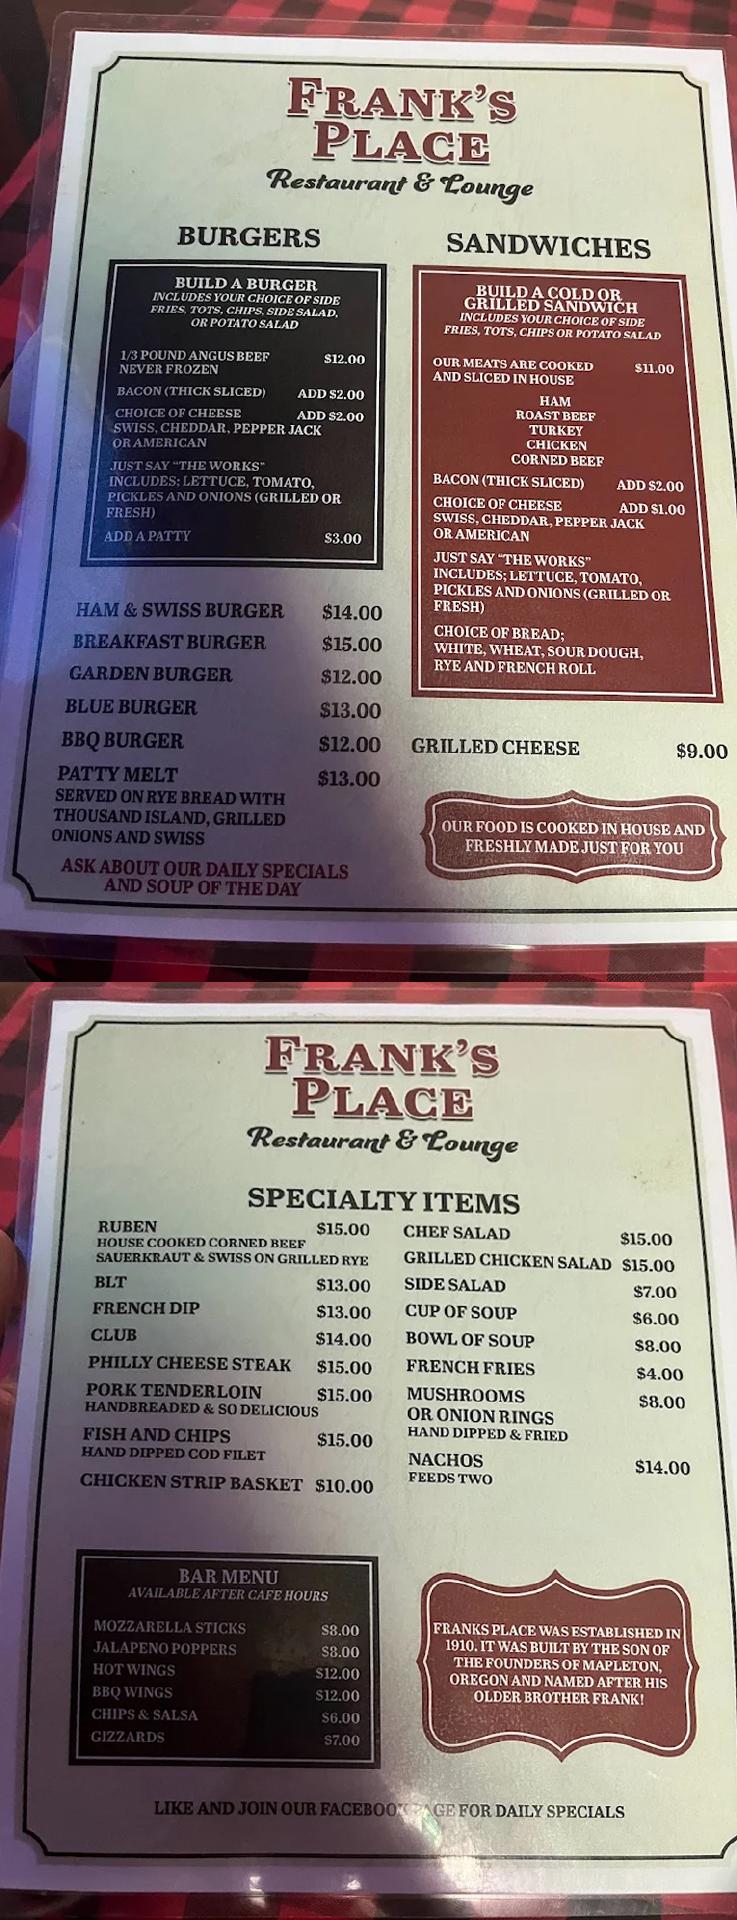 FRANK'S
PLACE
Restaurant & Lounge
BURGERS
BUILD A BURGER
INCLUDES YOUR CHOICE OF SIDE
FRIES, TOTS, CHIPS, SIDE SALAD,
OR POTATO SALAD
1/3 POUND ANGUS BEEF $12.00
NEVER FROZEN
BACON (THICK SLICED) ADD $2.00
CHOICE OF CHEESE ADD $2.00
SWISS, CHEDDAR, PEPPER JACK
OR AMERICAN
JUST SAY "THE WORKS"
INCLUDES; LETTUCE, TOMATO,
PICKLES AND ONIONS (GRILLED OR
FRESH)
ADD A PATTY $3.00
HAM & SWISS BURGER $14.00
BREAKFAST BURGER $15.00
GARDEN BURGER $12.00
BLUE BURGER $13.00
BBQ BURGER $12.00
PATTY MELT $13.00
SERVED ON RYE BREAD WITH
THOUSAND ISLAND, GRILLED
ONIONS AND SWISS
ASK ABOUT OUR DAILY SPECIALS
AND SOUP OF THE DAY
SANDWICHES
BUILD A COLD OR
GRILLED SANDWICH
INCLUDES YOUR CHOICE OF SIDE
FRIES, TOTS, CHIPS OR POTATO SALAD
OUR MEATS ARE COOKED $11.00
AND SLICED IN HOUSE
HAM
ROAST BEEF
TURKEY
CHICKEN
CORNED BEEF
BACON (THICK SLICED) ADD $2.00
CHOICE OF CHEESE ADD $1.00
SWISS, CHEDDAR, PEPPER JACK
OR AMERICAN
JUST SAY "THE WORKS"
INCLUDES; LETTUCE, TOMATO,
PICKLES AND ONIONS (GRILLED OR
FRESH)
CHOICE OF BREAD;
WHITE, WHEAT, SOUR DOUGH,
RYE AND FRENCH ROLL
GRILLED CHEESE $9.00
OUR FOOD IS COOKED IN HOUSE AND
FRESHLY MADE JUST FOR YOU
FRANK'S
PLACE
Restaurant & Lounge
SPECIALTY ITEMS
RUBEN $15.00
HOUSE COOKED CORNED BEEF
SAUERKRAUT & SWISS ON GRILLED RYE
BLT $13.00
FRENCH DIP $13.00
CLUB $14.00
PHILLY CHEESE STEAK $15.00
PORK TENDERLOIN $15.00
HANDBREADED & SO DELICIOUS
FISH AND CHIPS $15.00
HAND DIPPED COD FILET
CHICKEN STRIP BASKET $10.00
CHEF SALAD $15.00
GRILLED CHICKEN SALAD $15.00
SIDE SALAD $7.00
CUP OF SOUP $6.00
BOWL OF SOUP $8.00
FRENCH FRIES $4.00
MUSHROOMS $8.00
OR ONION RINGS
HAND DIPPED & FRIED
NACHOS $14.00
FEEDS TWO
BAR MENU
AVAILABLE AFTER CAFE HOURS
MOZZARELLA STICKS $8.00
JALAPENO POPPERS $8.00
HOT WINGS $12.00
BBQ WINGS $12.00
CHIPS & SALSA $6.00
GIZZARDS $7.00
FRANKS PLACE WAS ESTABLISHED IN
1910. IT WAS BUILT BY THE SON OF
THE FOUNDERS OF MAPLETON,
OREGON AND NAMED AFTER HIS
OLDER BROTHER FRANK!
LIKE AND JOIN OUR FACEBOOK PAGE FOR DAILY SPECIALS